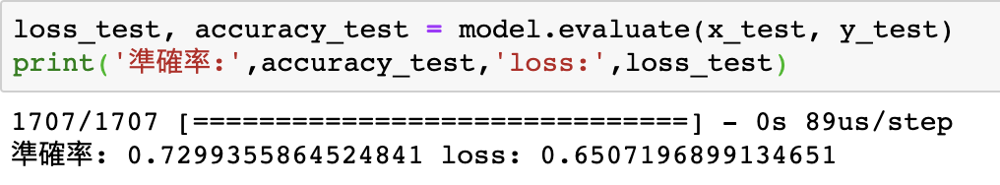 loss_test, accuracy_test = model.evaluate(x_test, y_test)
print('準確率:',accuracy_test,'loss:',loss_test)
1707/1707 [==============================] - 0s 89us/step
準確率: 0.7299355864524841 loss: 0.6507196899134651